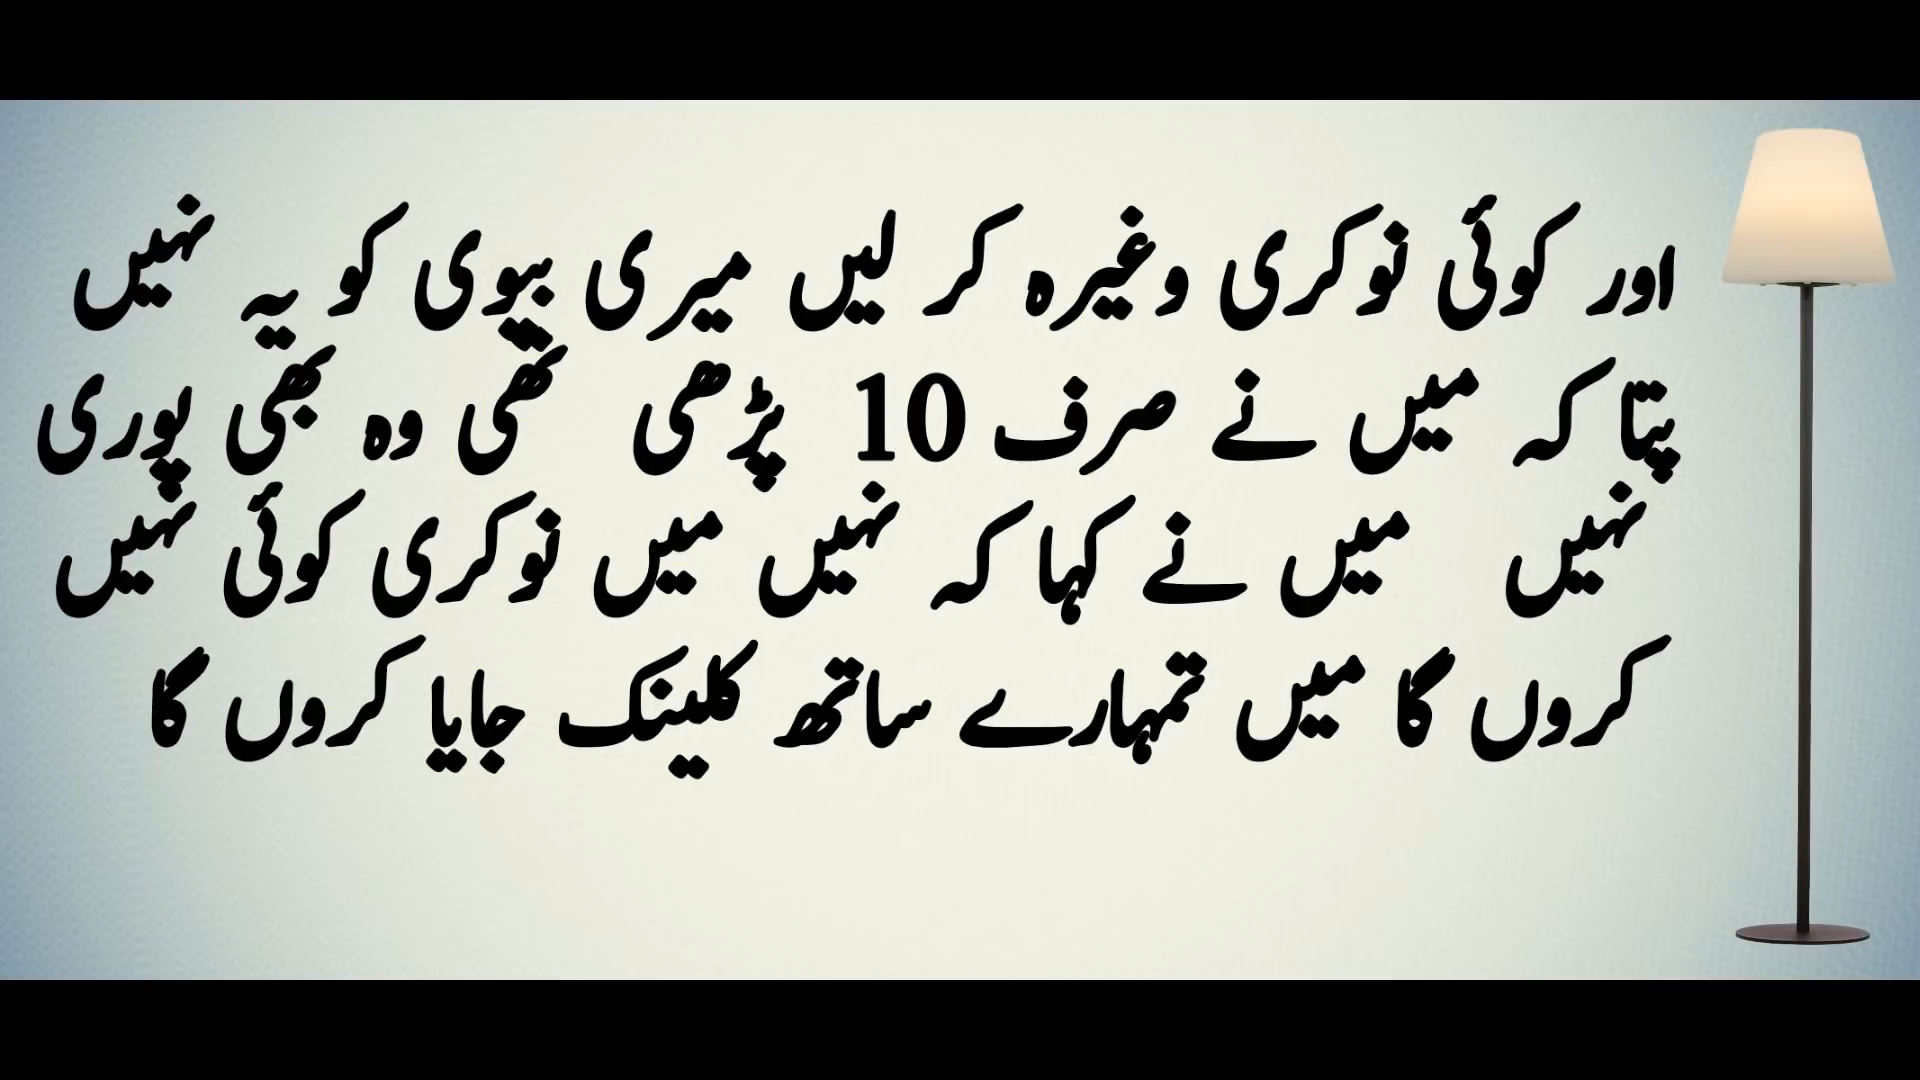 اور کوئی نوکری وغیرہ کر لیں میری بیوی کو یہ نہیں
پتا کہ میں نے صرف 10 پڑھی تھی وہ بھی پوری
نہیں میں نے کہا کہ نہیں میں نوکری کوئی نہیں
کروں گا میں تمہارے ساتھ کلینک جایا کروں گا